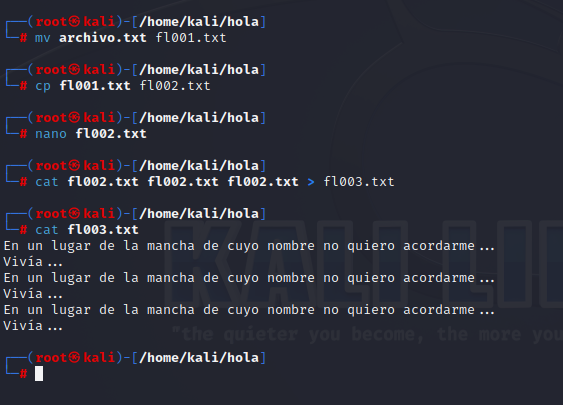 ┌──(root㉿kali)-[/home/kali/hola]
└─# mv archivo.txt fl001.txt
┌──(root㉿kali)-[/home/kali/hola]
└─# cp fl001.txt fl002.txt
┌──(root㉿kali)-[/home/kali/hola]
└─# nano fl002.txt
┌──(root㉿kali)-[/home/kali/hola]
└─# cat fl002.txt fl002.txt fl002.txt > fl003.txt
┌──(root㉿kali)-[/home/kali/hola]
└─# cat fl003.txt
En un lugar de la mancha de cuyo nombre no quiero acordarme...
Vivía...
En un lugar de la mancha de cuyo nombre no quiero acordarme...
Vivía...
En un lugar de la mancha de cuyo nombre no quiero acordarme...
KALI LI
Vivía...
"the quieter you become, the more you
┌──(root㉿kali)-[/home/kali/hola]
└─#